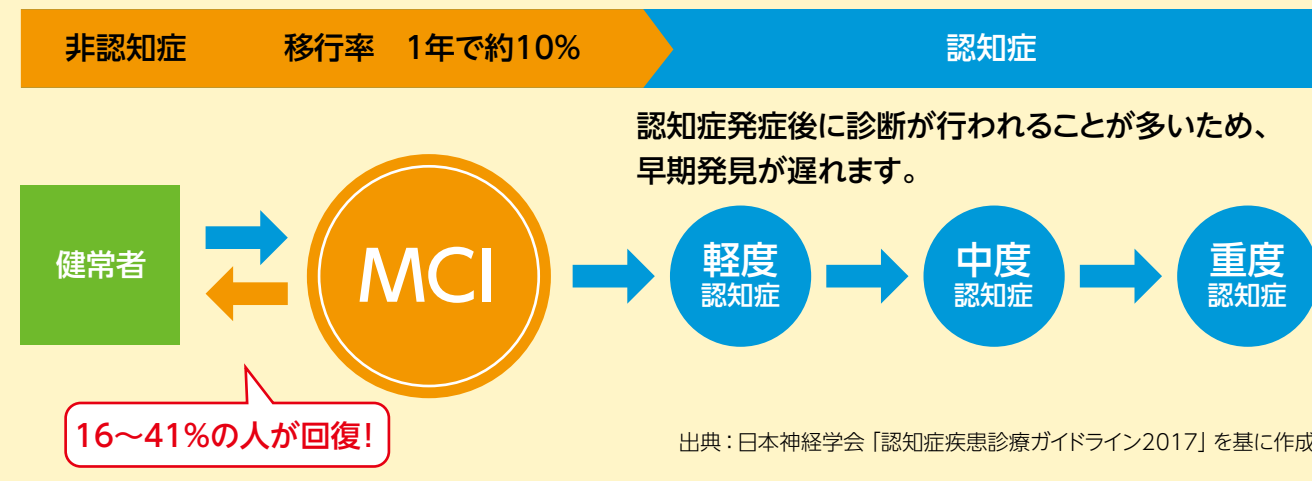 非認知症 移行率 1年で約10%
認知症
認知症発症後に診断が行われることが多いため、
早期発見が遅れます。
健常者
MCI
軽度
認知症
中度
認知症
重度
認知症
16〜41%の人が回復!
出典：日本神経学会「認知症疾患診療ガイドライン2017」を基に作成